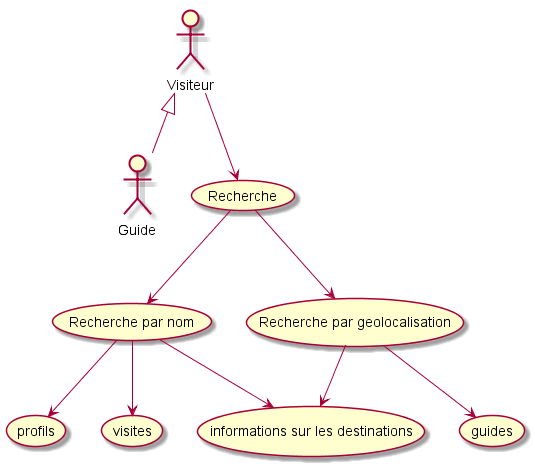 Visiteur
Guide
Recherche
Recherche par nom
Recherche par geolocalisation
profils
visites
informations sur les destinations
guides